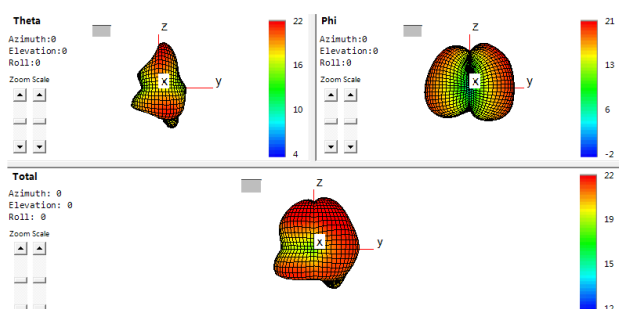 Theta
Azimuth:0
Elevation:0
Roll:0
Zoom Scale
z
x
y
22
16
10
4
Phi
Azimuth:0
Elevation:0
Roll:0
Zoom Scale
z
x
y
21
13
6
-2
Total
Azimuth: 0
Elevation: 0
Roll: 0
Zoom Scale
z
x
y
22
19
15
12